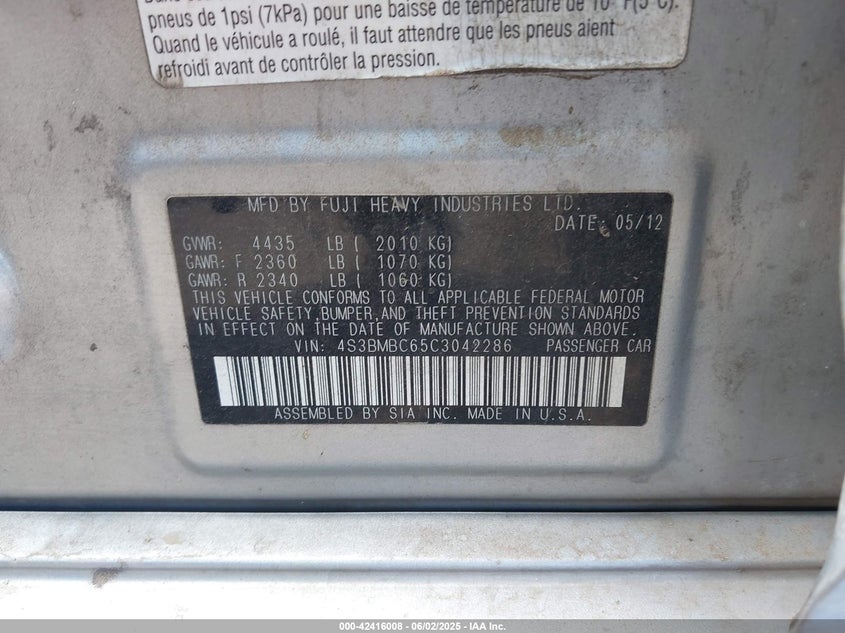 pneus de 1psi (7kPa) pour une baisse de température de 10°F(5°C).
Quand le véhicule a roulé, il faut attendre que les pneus aient
refroidi avant de contrôler la pression.
MFD BY FUJI HEAVY INDUSTRIES LTD.
DATE: 05/12
GVWR: 4435 LB ( 2010 KG)
GAWR: F 2360 LB ( 1070 KG)
GAWR: R 2340 LB ( 1060 KG)
THIS VEHICLE CONFORMS TO ALL APPLICABLE FEDERAL MOTOR
VEHICLE SAFETY,BUMPER,AND THEFT PREVENTION STANDARDS
IN EFFECT ON THE DATE OF MANUFACTURE SHOWN ABOVE.
VIN: 4S3BMBC65C3042286 PASSENGER CAR
ASSEMBLED BY SIA INC. MADE IN U.S.A.
000-42416008 - 06/02/2025 - IAA Inc.